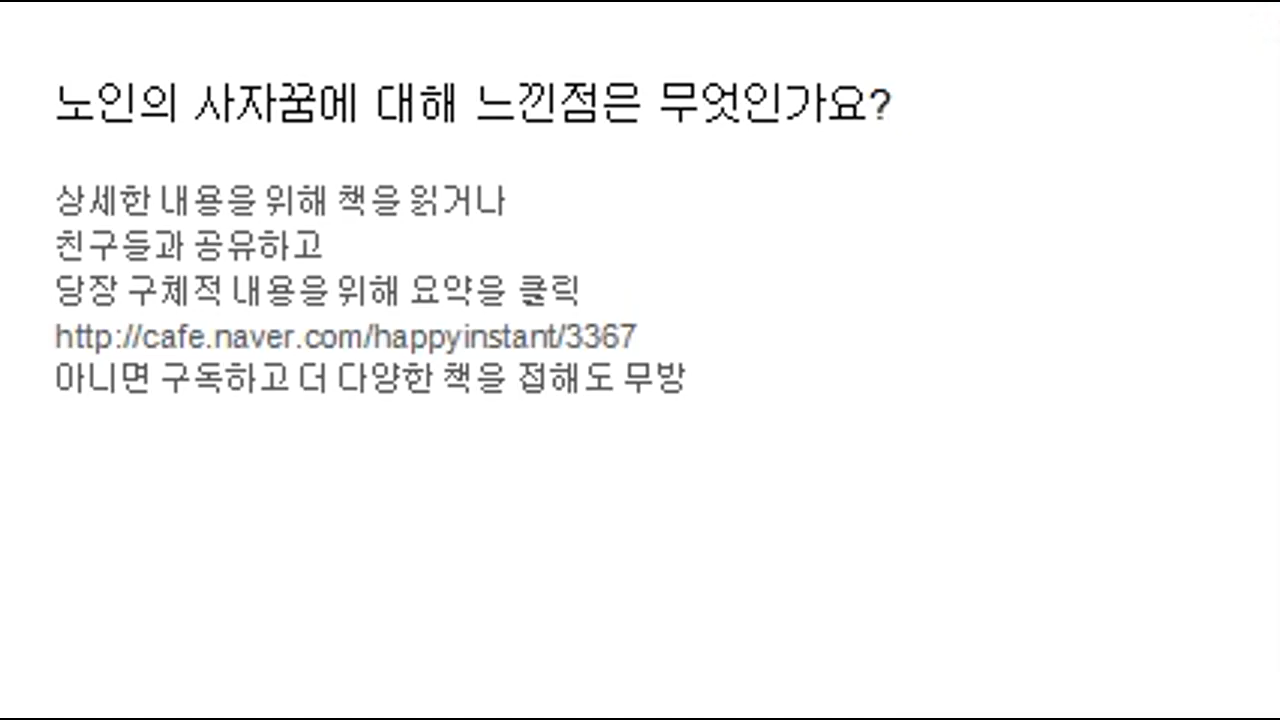 노인의 사자꿈에 대해 느낀점은 무엇인가요?
상세한 내용을 위해 책을 읽거나
친구들과 공유하고
당장 구체적 내용을 위해 요약을 클릭
http://cafe.naver.com/happyinstant/3367
아니면 구독하고 더 다양한 책을 접해도 무방